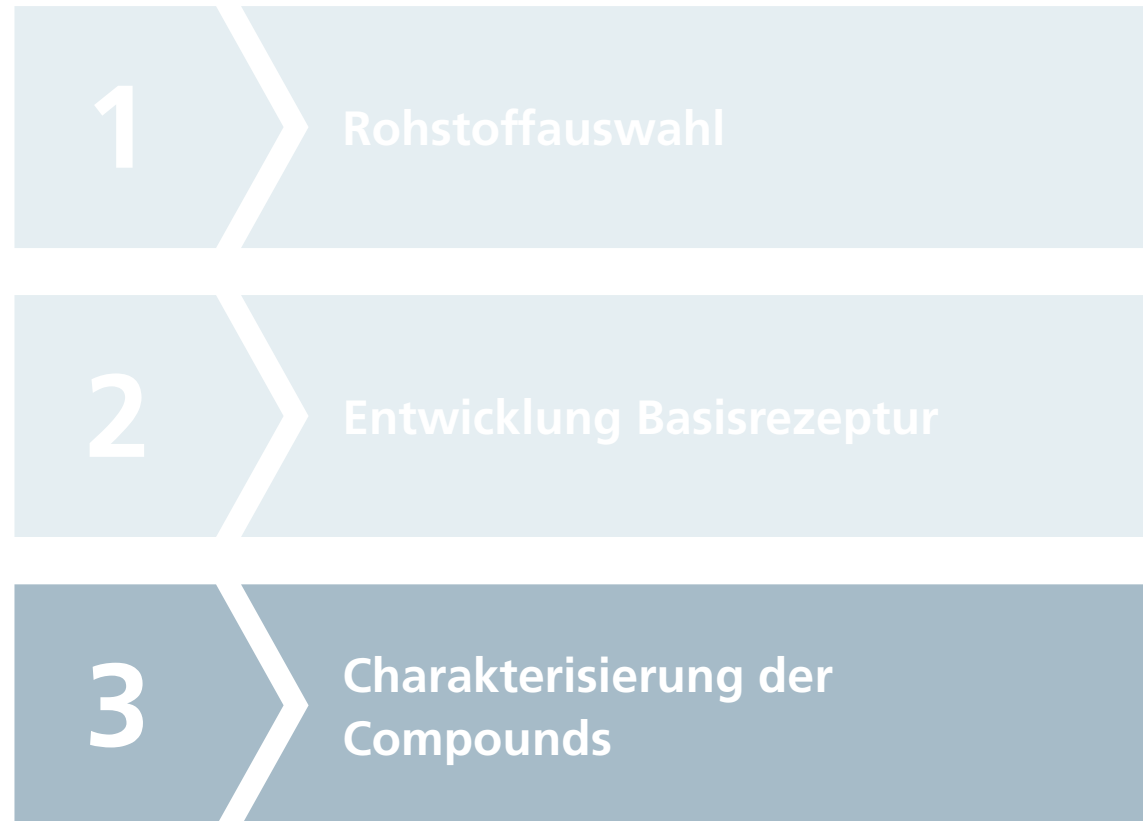 1
Rohstoffauswahl
2
Entwicklung Basisrezeptur
3
Charakterisierung der
Compounds